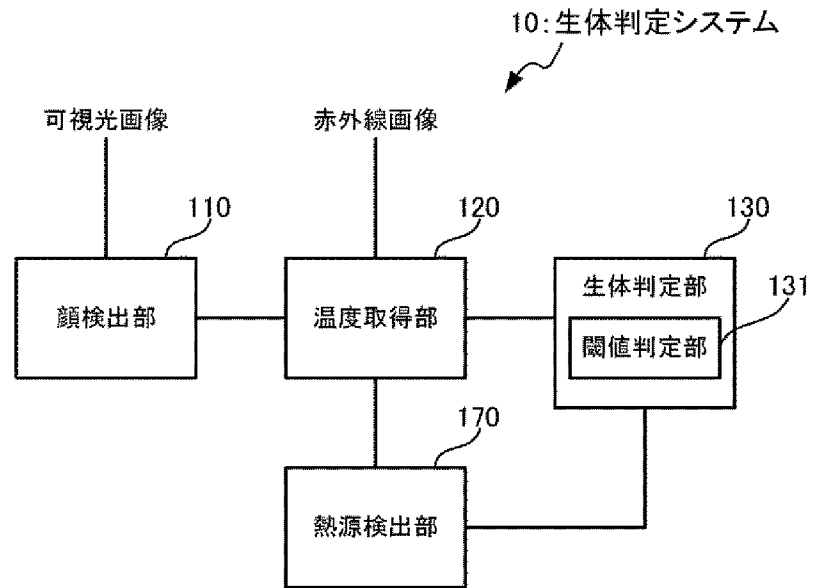 10:生体判定システム
可視光画像
赤外線画像
110
120
130
顔検出部
温度取得部
生体判定部
131
閾値判定部
170
熱源検出部